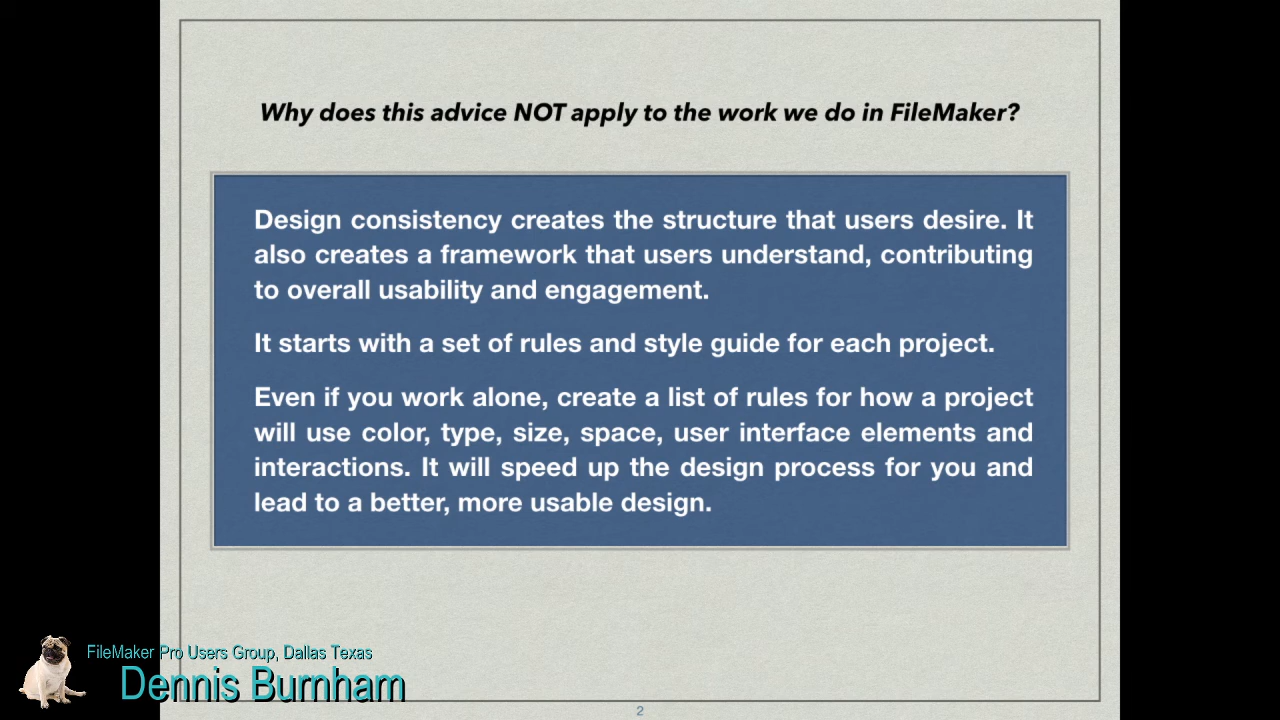 Why does this advice NOT apply to the work we do in FileMaker?
Design consistency creates the structure that users desire. It
also creates a framework that users understand, contributing
to overall usability and engagement.
It starts with a set of rules and style guide for each project.
Even if you work alone, create a list of rules for how a project
will use color, type, size, space, user interface elements and
interactions. It will speed up the design process for you and
lead to a better, more usable design.
FileMaker Pro Users Group, Dallas Texas
Dennis Burnham
2